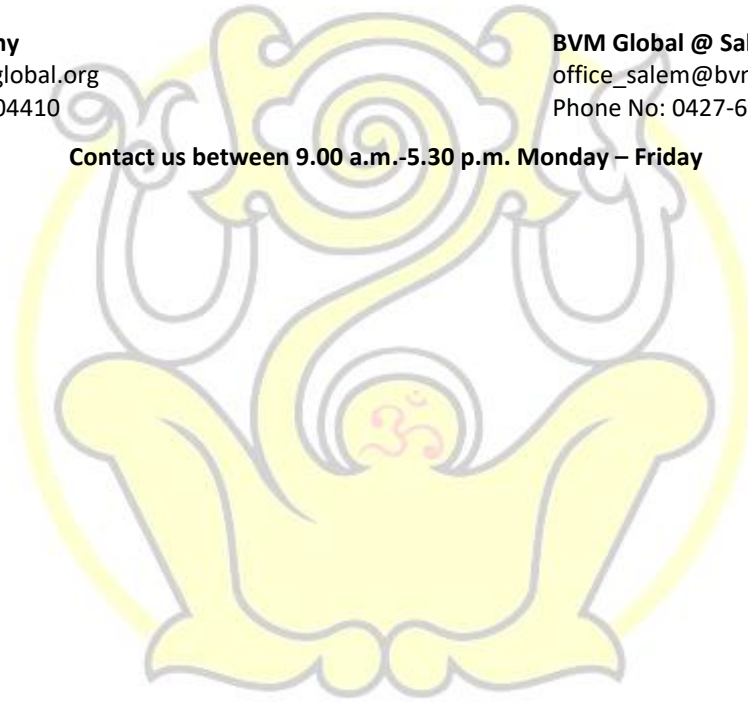 ny
global.org
04410
BVM Global @ Sal
office_salem@bv
Phone No: 0427-6
Contact us between 9.00 a.m.-5.30 p.m. Monday – Friday
ॐ